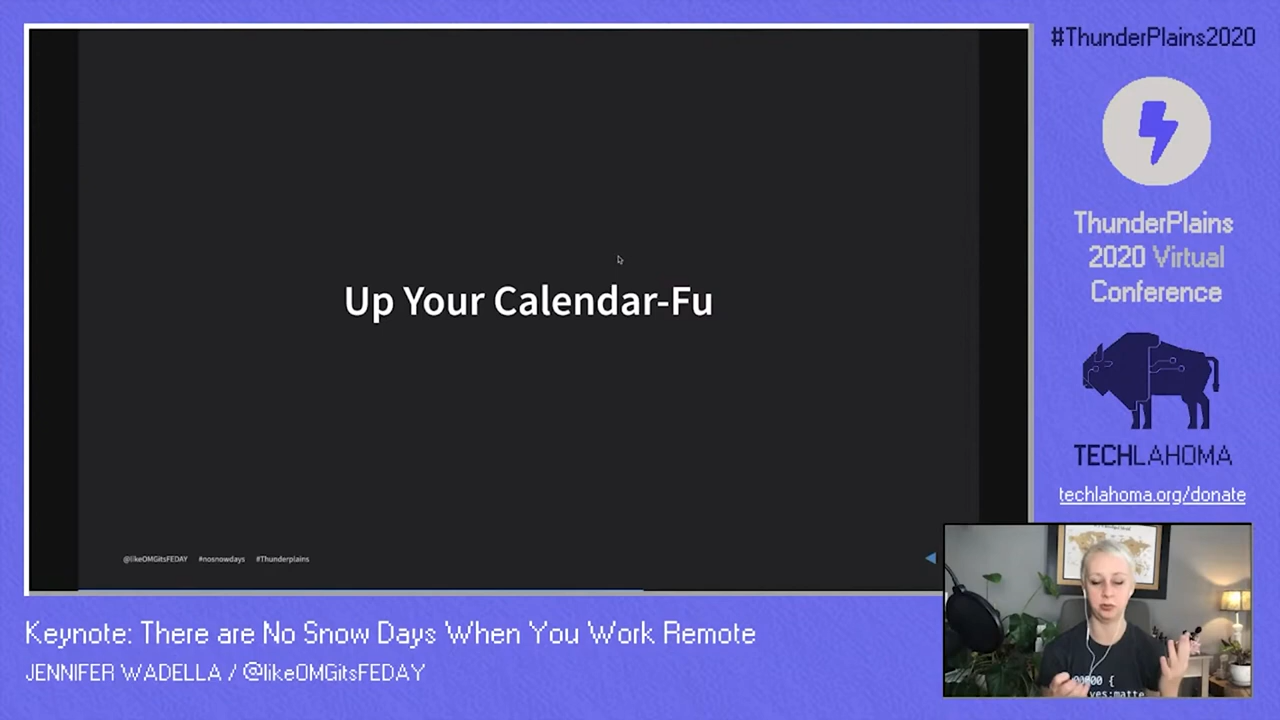 #ThunderPlains2020
ThunderPlains
2020 Virtual
Conference
TECHLAHOMA
techlahoma.org/donate
Up Your Calendar-Fu
@likeOMGitsFEDAY #nosnowdays #Thunderplains
Keynote: There are No Snow Days When You Work Remote
JENNIFER WADELLA / @likeOMGitsFEDAY